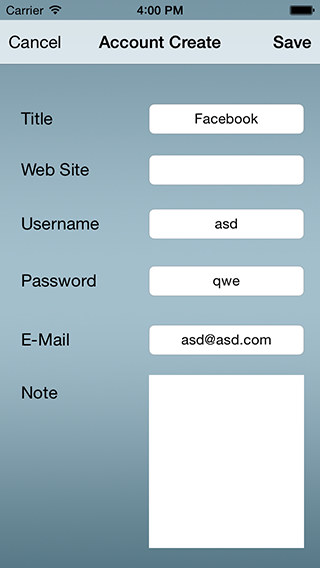 Carrier 4:00 PM
Cancel Account Create Save
Title Facebook
Web Site
Username asd
Password qwe
E-Mail asd@asd.com
Note